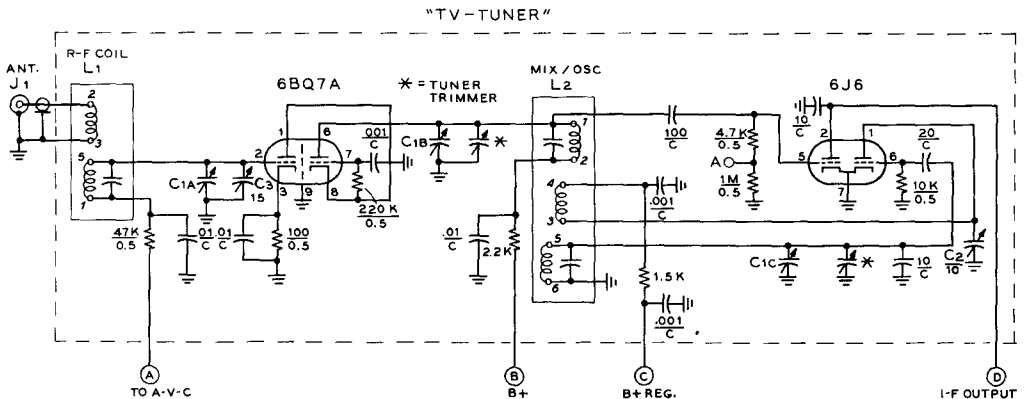 "TV-TUNER"
R-F COIL
L1
ANT.
J1
6BQ7A
* = TUNER
TRIMMER
MIX/OSC
L2
6J6
2
3
5
1
C1A
C3
15
2
1
6
7
3
9
8
.001
C
220K
0.5
C1B
*
47K
0.5
.01
C
.01
C
100
0.5
7
2
4
3
5
6
.01
C
2.2K
.001
C
1.5K
.001
C
100
C
4.7K
0.5
A
1M
0.5
10
C
2
1
5
6
7
20
C
10K
0.5
C1C
*
10
C
C2
10
A
TO A-V-C
B
B+
C
B+ REG.
D
I-F OUTPUT